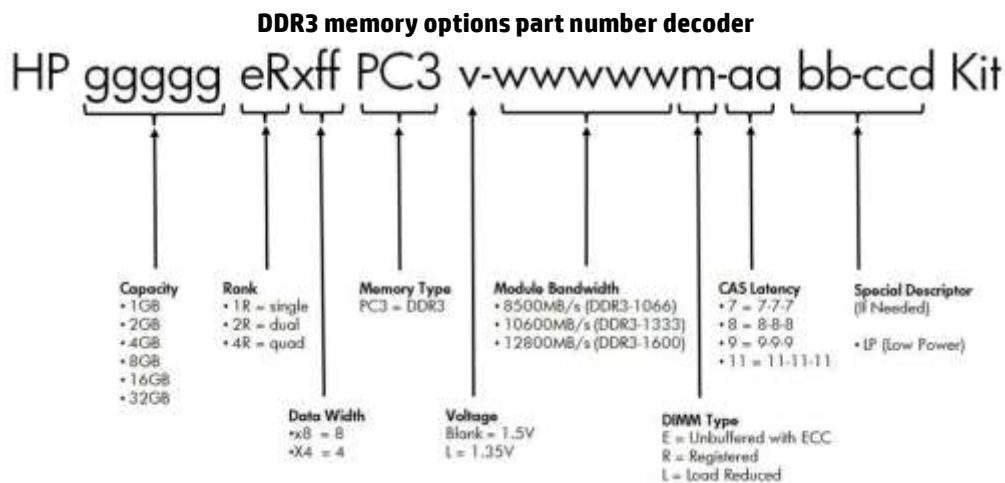 DDR3 memory options part number decoder
HP ggggg eRxff PC3 v-wwwwwm-aa bb-ccd Kit
Capacity
• 1GB
• 2GB
• 4GB
• 8GB
• 16GB
• 32GB
Rank
• 1R = single
• 2R = dual
• 4R = quad
Memory Type
PC3 = DDR3
Module Bandwidth
• 8500MB/s (DDR3-1066)
• 10600MB/s (DDR3-1333)
• 12800MB/s (DDR3-1600)
CAS Latency
• 7 = 7-7-7
• 8 = 8-8-8
• 9 = 9-9-9
• 11 = 11-11-11
Special Descriptor
(If Needed)
• LP (Low Power)
Data Width
•x8 = 8
•X4 = 4
Voltage
Blank = 1.5V
L = 1.35V
DIMM Type
E = Unbuffered with ECC
R = Registered
L = Load Reduced